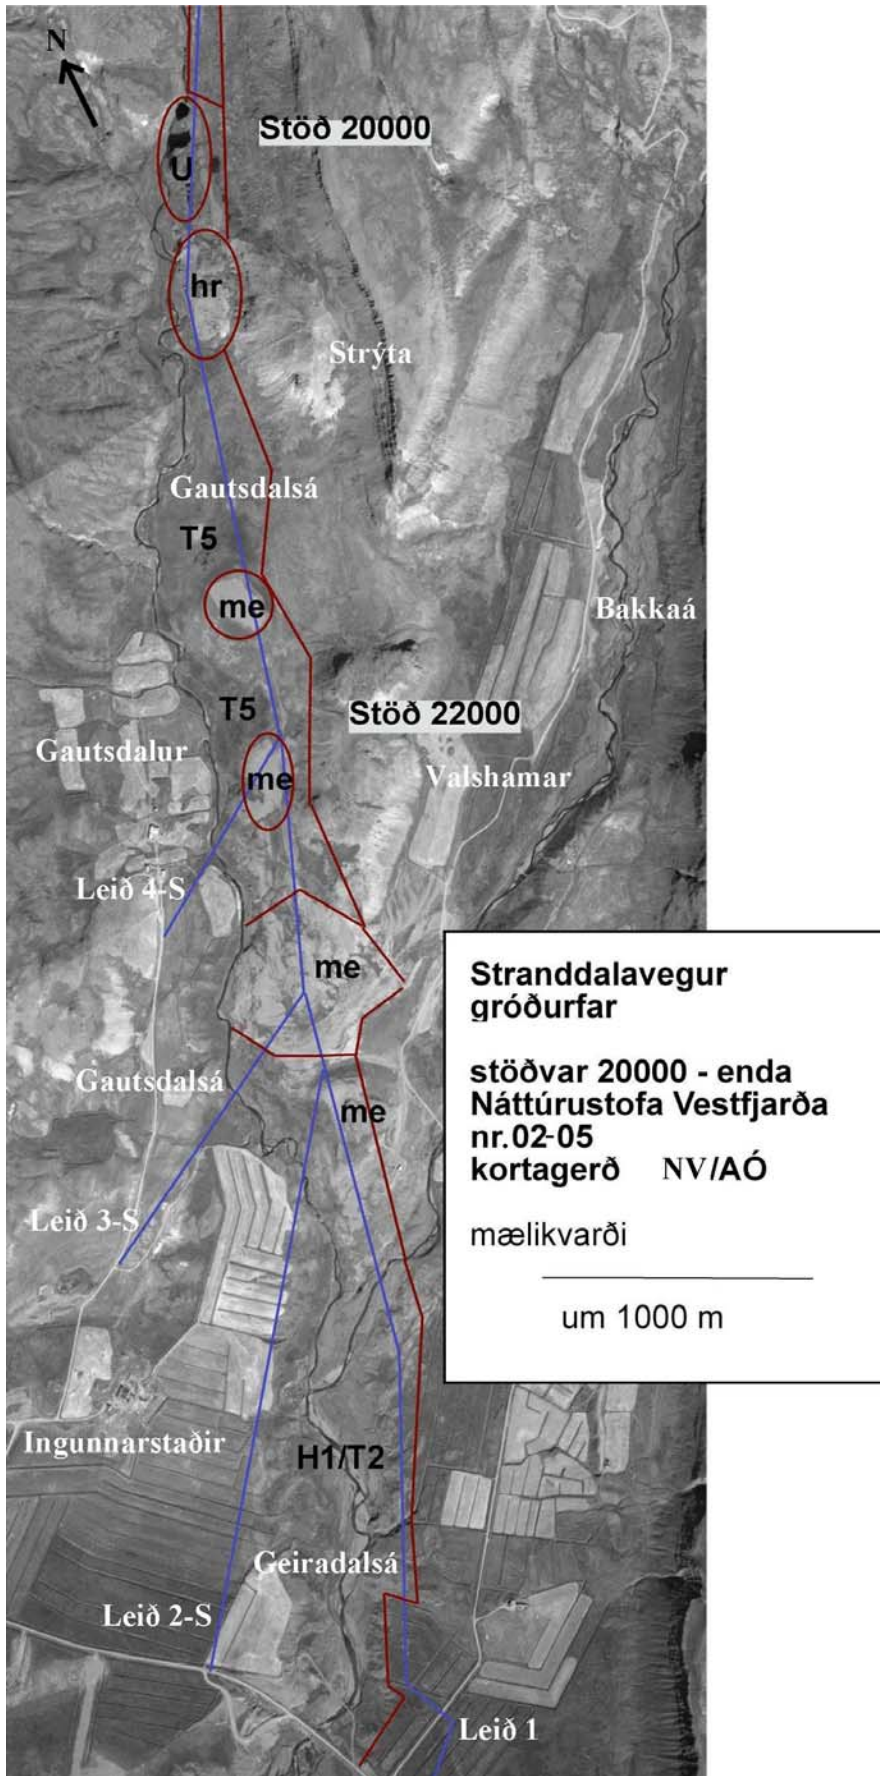 N
Stöð 20000
U
hr
Strýta
Gautsdalsá
T5
me
Bakkaá
T5
Stöð 22000
Gautsdalur
me
Valshamar
Leið 4-S
me
Stranddalavegur
gróðurfar
stöðvar 20000 - enda
Náttúrustofa Vestfjarða
nr.02-05
kortagerð NV/AÓ
mælikvarði
um 1000 m
Gautsdalsá
me
Leið 3-S
Ingunnarstaðir
H1/T2
Geiradalsá
Leið 2-S
Leið 1